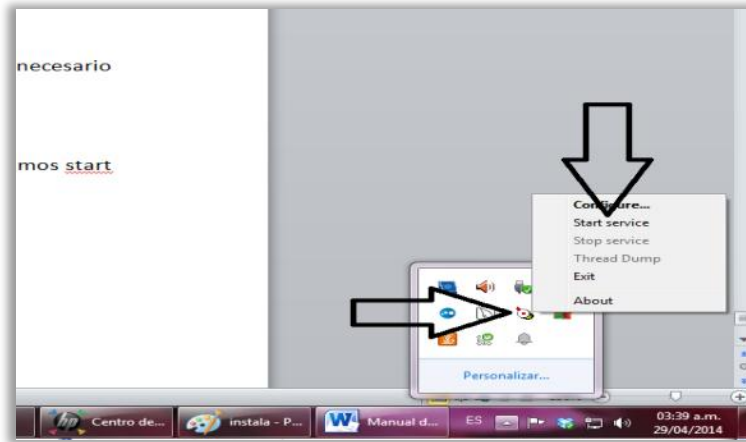 necesario
mos start
Configure...
Start service
Stop service
Thread Dump
Exit
About
Personalizar...
Centro de...
instala - P...
Manual d...
ES
03:39 a.m.
29/04/2014